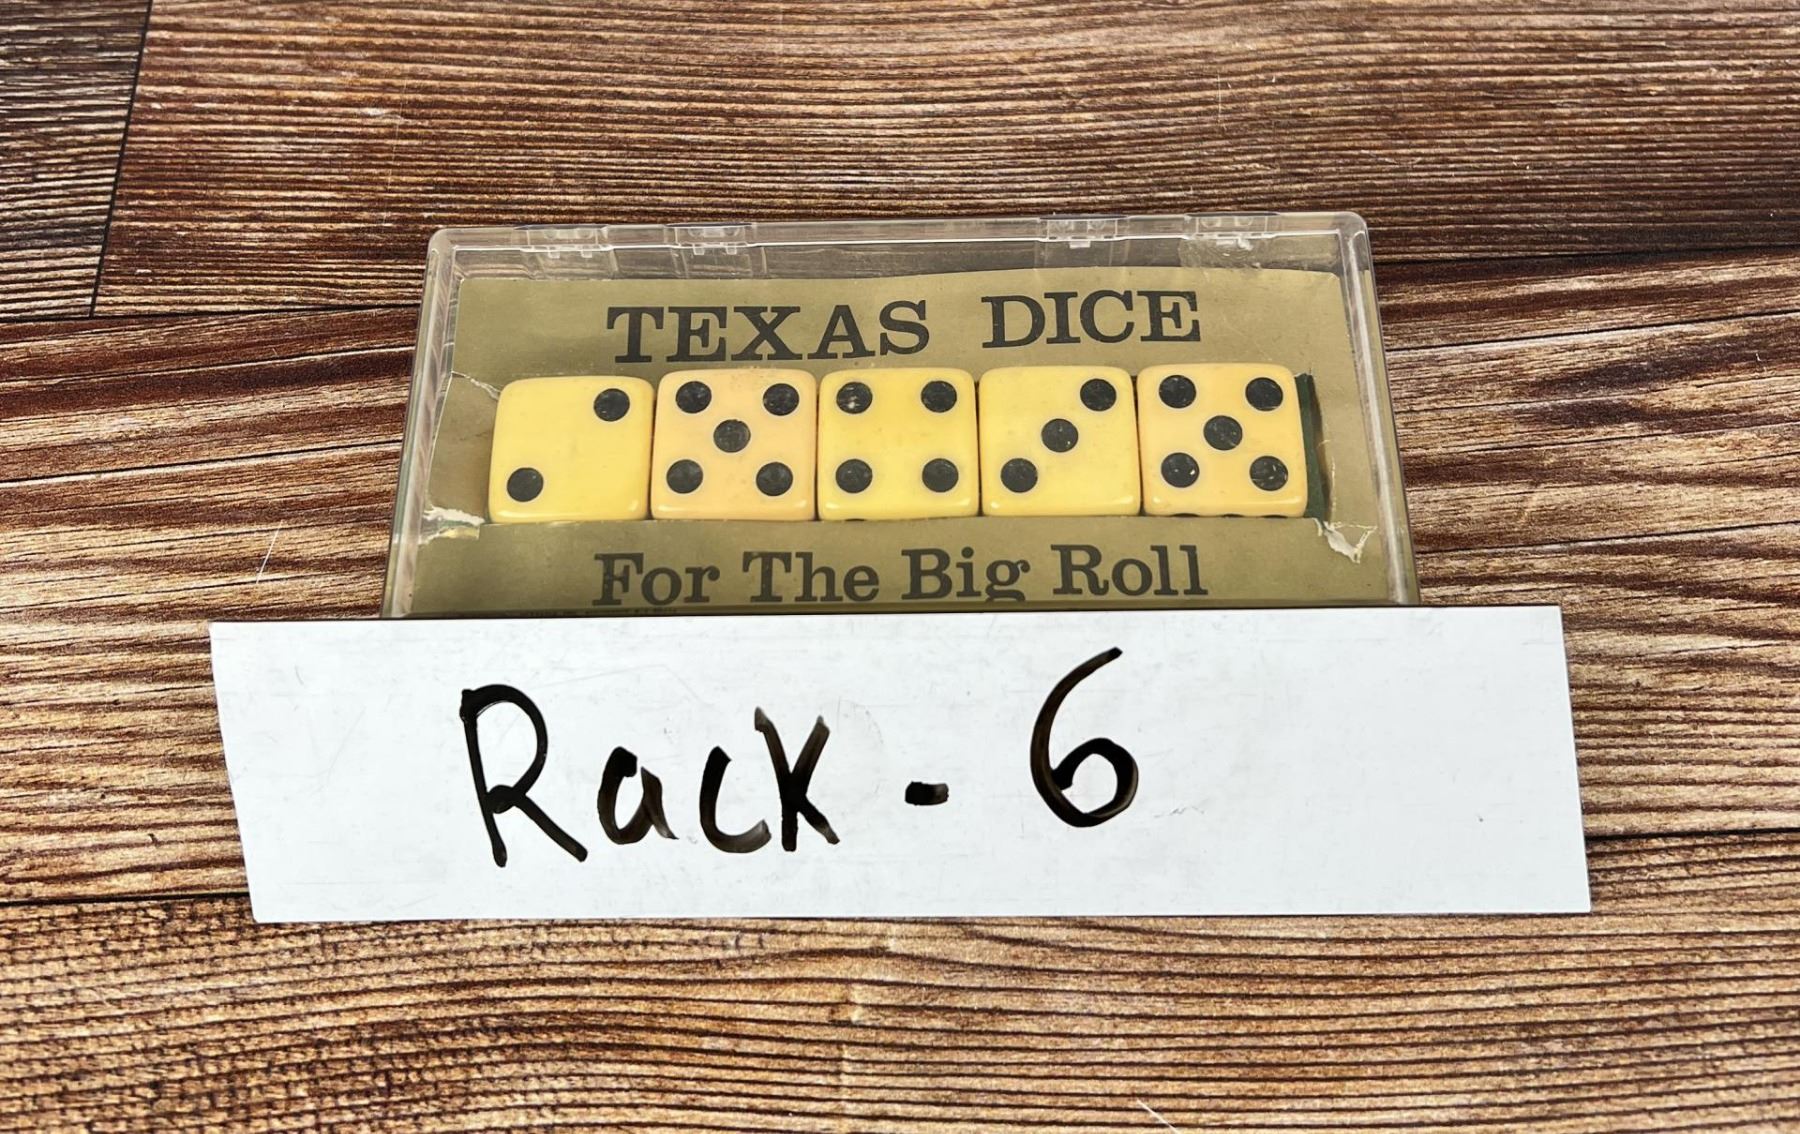 TEXAS DICE
For The Big Roll
Rack - 6